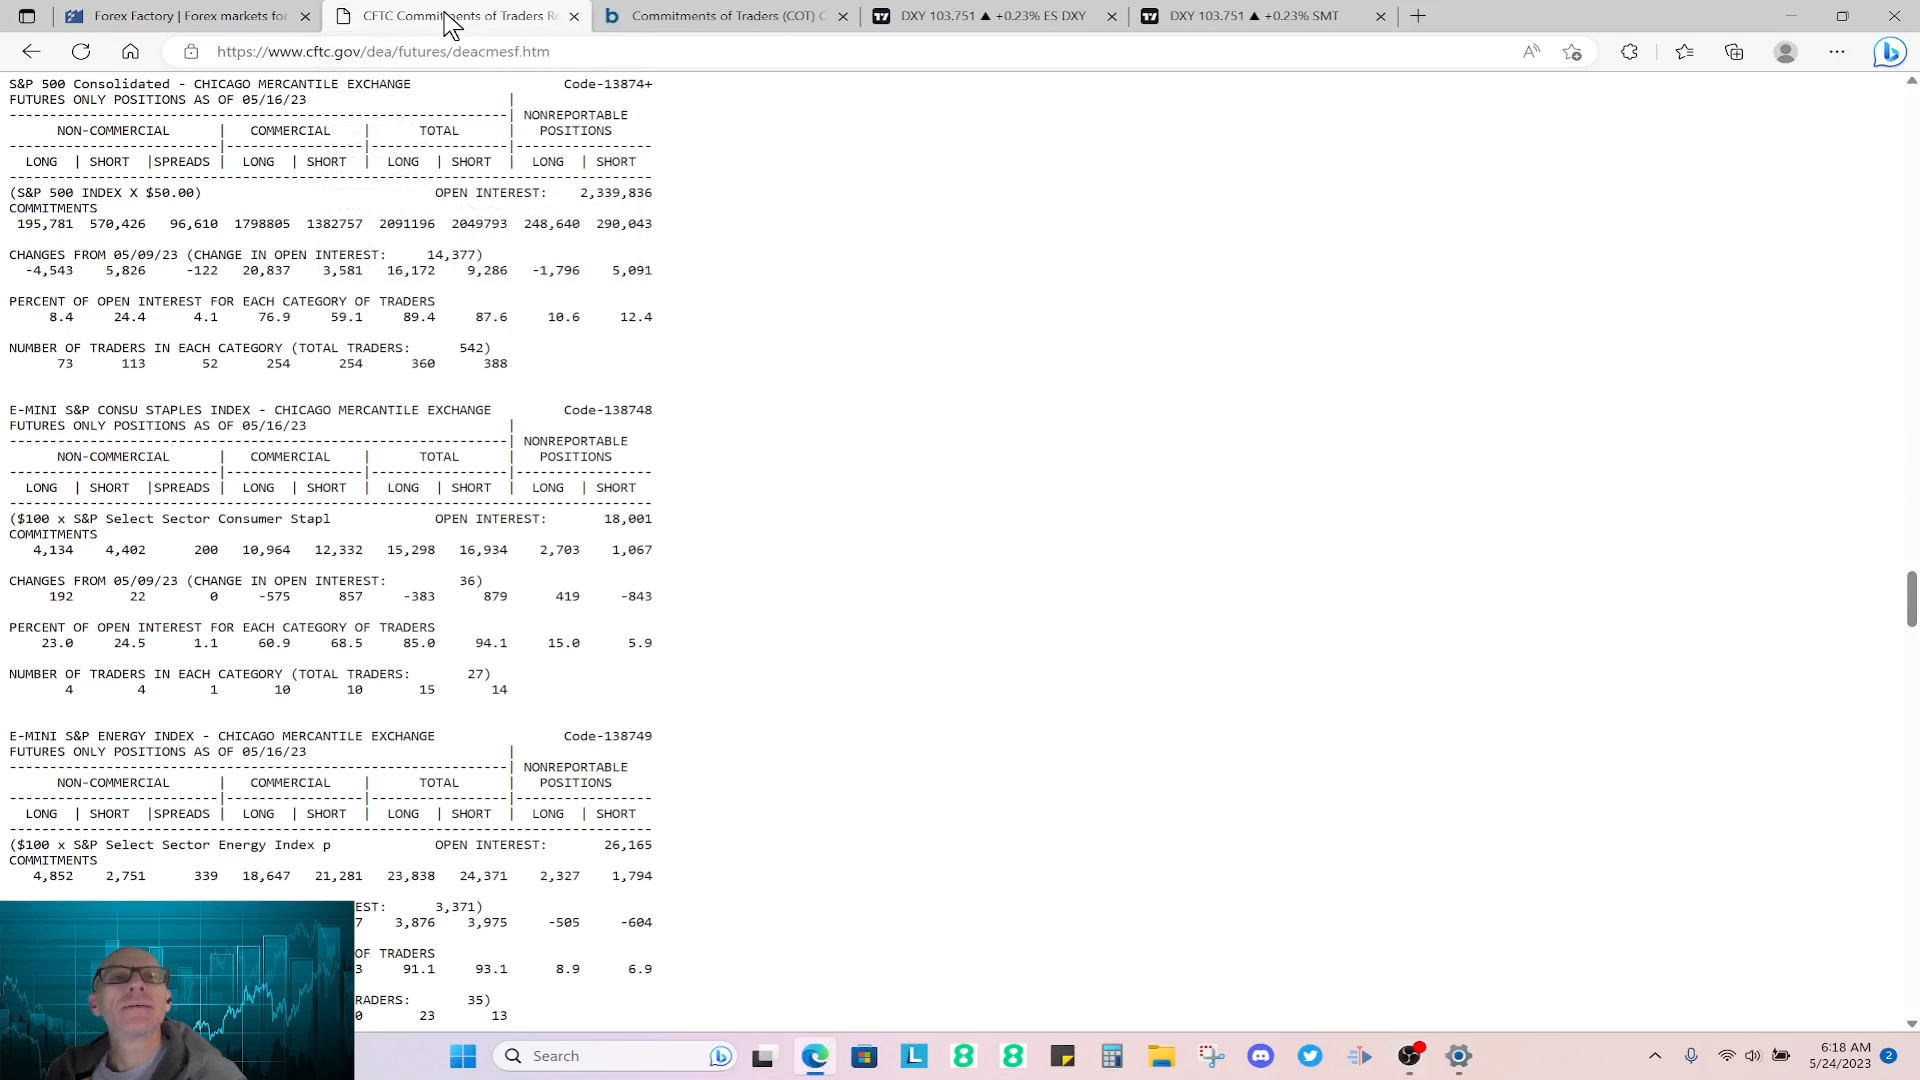 Forex Factory | Forex markets for
CFTC Commitments of Traders Re
Commitments of Traders (COT) C
DXY 103.751 ▲ +0.23% ES DXY
DXY 103.751 ▲ +0.23% SMT
https://www.cftc.gov/dea/futures/deacmesf.htm
S&P 500 Consolidated - CHICAGO MERCANTILE EXCHANGE Code-13874+
FUTURES ONLY POSITIONS AS OF 05/16/23 |
--------------------------------------------------------------| NONREPORTABLE
NON-COMMERCIAL | COMMERCIAL | TOTAL | POSITIONS
--------------------------|------------------|------------------|-----------------
LONG | SHORT |SPREADS | LONG | SHORT | LONG | SHORT | LONG | SHORT
--------------------------------------------------------------------------------
(S&P 500 INDEX X $50.00) OPEN INTEREST: 2,339,836
COMMITMENTS
195,781 570,426 96,610 1798805 1382757 2091196 2049793 248,640 290,043
CHANGES FROM 05/09/23 (CHANGE IN OPEN INTEREST: 14,377)
-4,543 5,826 -122 20,837 3,581 16,172 9,286 -1,796 5,091
PERCENT OF OPEN INTEREST FOR EACH CATEGORY OF TRADERS
8.4 24.4 4.1 76.9 59.1 89.4 87.6 10.6 12.4
NUMBER OF TRADERS IN EACH CATEGORY (TOTAL TRADERS: 542)
73 113 52 254 254 360 388
E-MINI S&P CONSU STAPLES INDEX - CHICAGO MERCANTILE EXCHANGE Code-138748
FUTURES ONLY POSITIONS AS OF 05/16/23 |
--------------------------------------------------------------| NONREPORTABLE
NON-COMMERCIAL | COMMERCIAL | TOTAL | POSITIONS
--------------------------|------------------|------------------|-----------------
LONG | SHORT |SPREADS | LONG | SHORT | LONG | SHORT | LONG | SHORT
--------------------------------------------------------------------------------
($100 x S&P Select Sector Consumer Stapl OPEN INTEREST: 18,001
COMMITMENTS
4,134 4,402 200 10,964 12,332 15,298 16,934 2,703 1,067
CHANGES FROM 05/09/23 (CHANGE IN OPEN INTEREST: 36)
192 22 0 -575 857 -383 879 419 -843
PERCENT OF OPEN INTEREST FOR EACH CATEGORY OF TRADERS
23.0 24.5 1.1 60.9 68.5 85.0 94.1 15.0 5.9
NUMBER OF TRADERS IN EACH CATEGORY (TOTAL TRADERS: 27)
4 4 1 10 10 15 14
E-MINI S&P ENERGY INDEX - CHICAGO MERCANTILE EXCHANGE Code-138749
FUTURES ONLY POSITIONS AS OF 05/16/23 |
--------------------------------------------------------------| NONREPORTABLE
NON-COMMERCIAL | COMMERCIAL | TOTAL | POSITIONS
--------------------------|------------------|------------------|-----------------
LONG | SHORT |SPREADS | LONG | SHORT | LONG | SHORT | LONG | SHORT
--------------------------------------------------------------------------------
($100 x S&P Select Sector Energy Index p OPEN INTEREST: 26,165
COMMITMENTS
4,852 2,751 339 18,647 21,281 23,838 24,371 2,327 1,794
EST: 3,371)
7 3,876 3,975 -505 -604
OF TRADERS
3 91.1 93.1 8.9 6.9
RADERS: 35)
0 23 13
Search
6:18 AM
5/24/2023
2